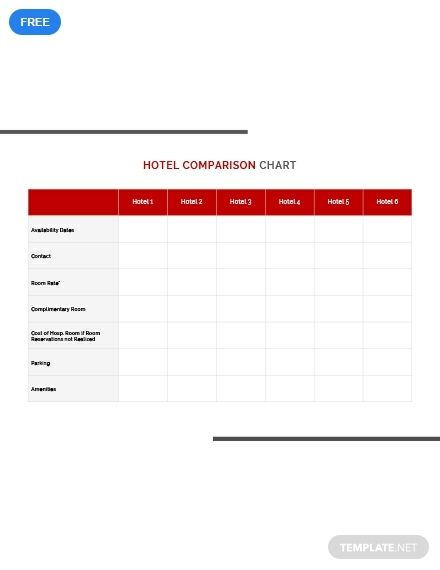 FREE
HOTEL COMPARISON CHART
Hotel 1 Hotel 2 Hotel 3 Hotel 4 Hotel 5 Hotel 6
Availability Dates
Contact
Room Rate*
Complimentary Room
Cost of Hosp. Room if Room
Reservations not Realized
Parking
Amenities
TEMPLATE.NET